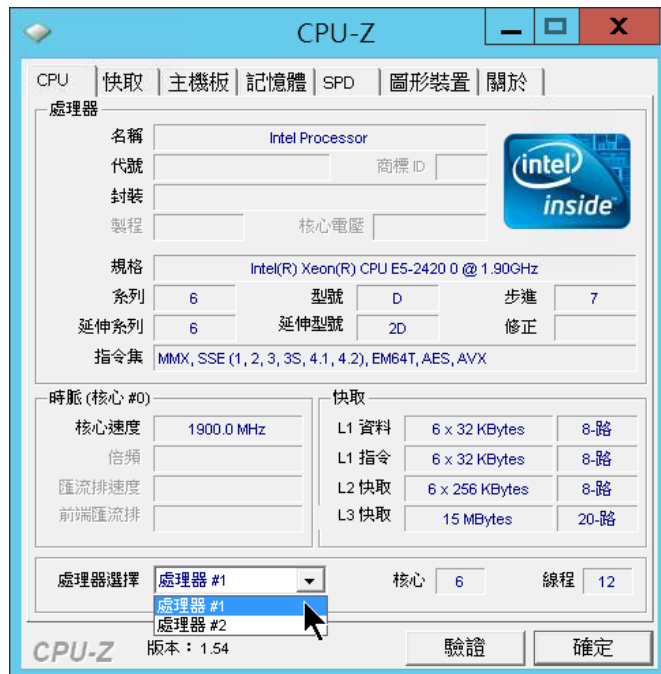 CPU-Z
CPU 快取 主機板 記憶體 SPD 圖形裝置 關於
處理器
名稱 Intel Processor
代號 商標 ID
封裝
製程 核心電壓
intel inside
規格 Intel(R) Xeon(R) CPU E5-2420 0 @ 1.90GHz
系列 6 型號 D 步進 7
延伸系列 6 延伸型號 2D 修正
指令集 MMX, SSE (1, 2, 3, 3S, 4.1, 4.2), EM64T, AES, AVX
時脈 (核心 #0)
核心速度 1900.0 MHz
倍頻
匯流排速度
前端匯流排
快取
L1 資料 6 x 32 KBytes 8-路
L1 指令 6 x 32 KBytes 8-路
L2 快取 6 x 256 KBytes 8-路
L3 快取 15 MBytes 20-路
處理器選擇 處理器 #1 核心 6 線程 12
處理器 #1
處理器 #2
CPU-Z 版本：1.54 驗證 確定